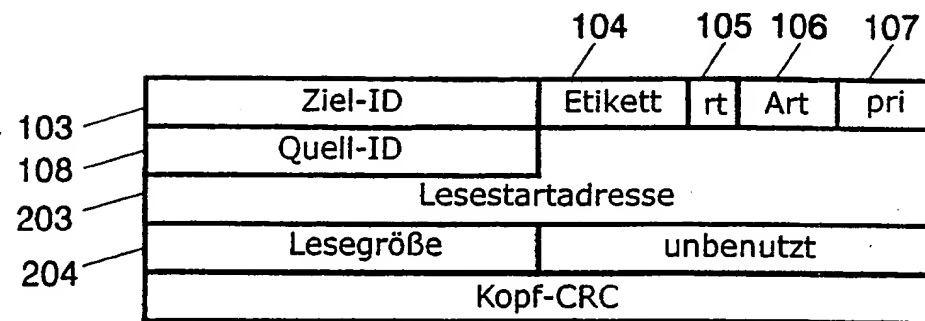 104 105 106 107
103 Ziel-ID Etikett rt Art pri
108 Quell-ID
203 Lesestartadresse
204 Lesegröße unbenutzt
Kopf-CRC